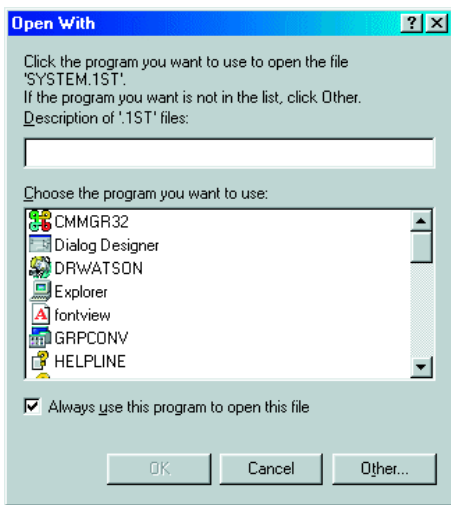 Open With
Click the program you want to use to open the file
'SYSTEM.1ST'.
If the program you want is not in the list, click Other.
Description of '.1ST' files:
Choose the program you want to use:
CMMGR32
Dialog Designer
DRWATSON
Explorer
fontview
GRPCONV
HELPLINE
Always use this program to open this file
OK
Cancel
Other...